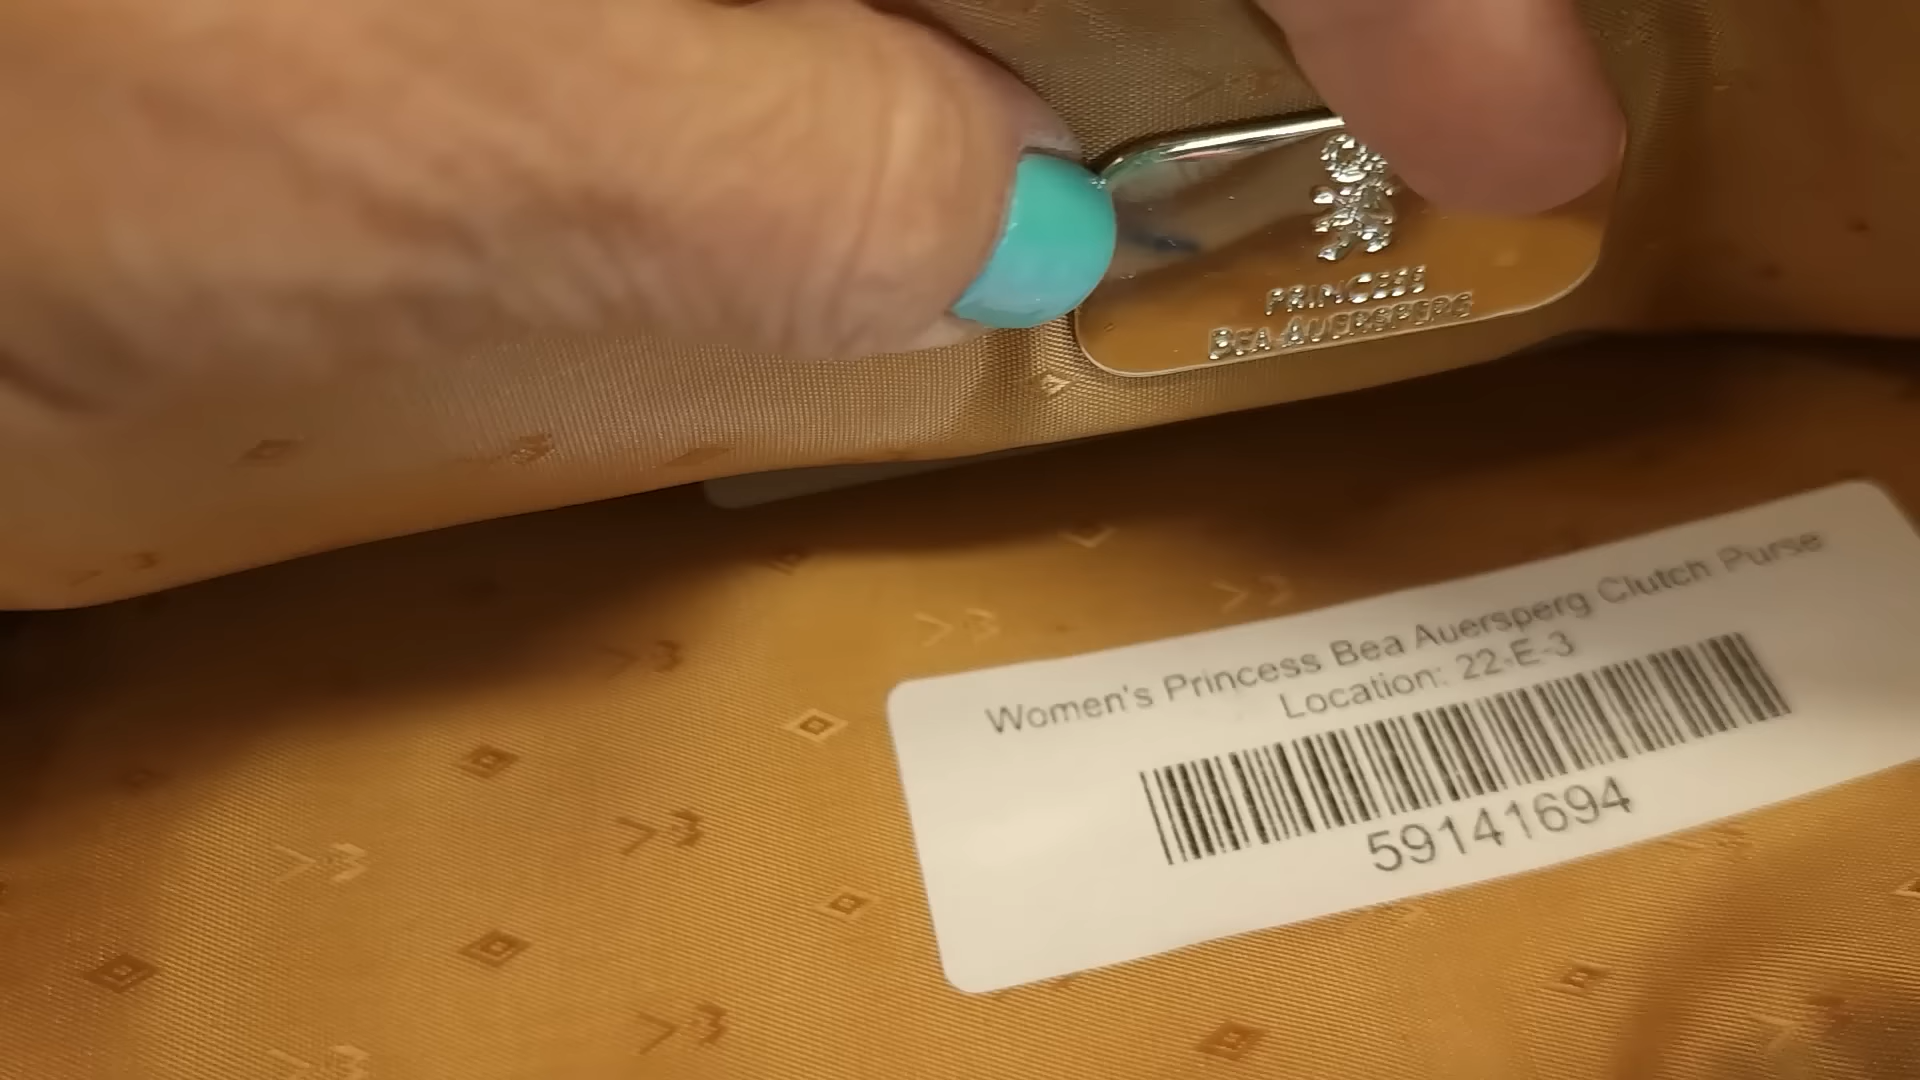 PRINCESS
BEA AUERSPERG
Women's Princess Bea Auersperg Clutch Purse
Location: 22-E-3
59141694